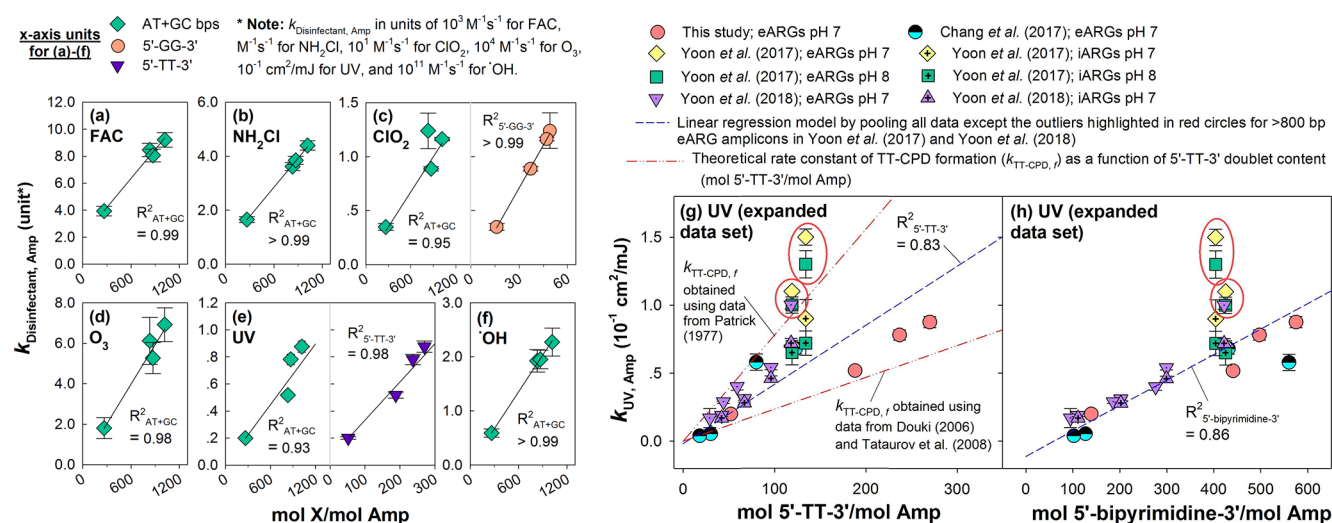 x-axis units
for (a)-(f)
AT+GC bps
5'-GG-3'
5'-TT-3'
* Note: kDisinfectant, Amp in units of 10³ M⁻¹s⁻¹ for FAC,
M⁻¹s⁻¹ for NH₂Cl, 10¹ M⁻¹s⁻¹ for ClO₂, 10⁴ M⁻¹s⁻¹ for O₃,
10⁻¹ cm²/mJ for UV, and 10¹¹ M⁻¹s⁻¹ for ˙OH.
kDisinfectant, Amp (unit*)
12.0
10.0
8.0
6.0
4.0
2.0
0.0
(a)
FAC
R²AT+GC
= 0.99
0
600
1200
6.0
4.0
2.0
0.0
(b)
NH₂Cl
R²AT+GC
> 0.99
0
600
1200
1.5
1.0
.5
0.0
(c)
ClO₂
R²AT+GC
= 0.95
R²5'-GG-3'
> 0.99
0
600
1200
0
30
60
8.0
6.0
4.0
2.0
0.0
(d)
O₃
R²AT+GC
= 0.98
0
600
1200
1.2
.9
.6
.3
0.0
(e)
UV
R²AT+GC
= 0.93
R²5'-TT-3'
= 0.98
0
600
1200
0
100
200
300
3.0
2.0
1.0
0.0
(f)
˙OH
R²AT+GC
> 0.99
0
600
1200
mol X/mol Amp
This study; eARGs pH 7
Chang et al. (2017); eARGs pH 7
Yoon et al. (2017); eARGs pH 7
Yoon et al. (2017); iARGs pH 7
Yoon et al. (2017); eARGs pH 8
Yoon et al. (2017); iARGs pH 8
Yoon et al. (2018); eARGs pH 7
Yoon et al. (2018); iARGs pH 7
Linear regression model by pooling all data except the outliers highlighted in red circles for >800 bp
eARG amplicons in Yoon et al. (2017) and Yoon et al. (2018)
Theoretical rate constant of TT-CPD formation (kTT-CPD, f) as a function of 5'-TT-3' doublet content
(mol 5'-TT-3'/mol Amp)
kUV, Amp (10⁻¹ cm²/mJ)
1.5
1.0
.5
0.0
(g) UV (expanded
data set)
R²5'-TT-3'
= 0.83
kTT-CPD, f
obtained
using data
from Patrick
(1977)
kTT-CPD, f obtained using
data from Douki (2006)
and Tataurov et al. (2008)
0
100
200
300
mol 5'-TT-3'/mol Amp
(h) UV (expanded
data set)
R²5'-bipyrimidine-3'
= 0.86
0
100
200
300
400
500
600
mol 5'-bipyrimidine-3'/mol Amp